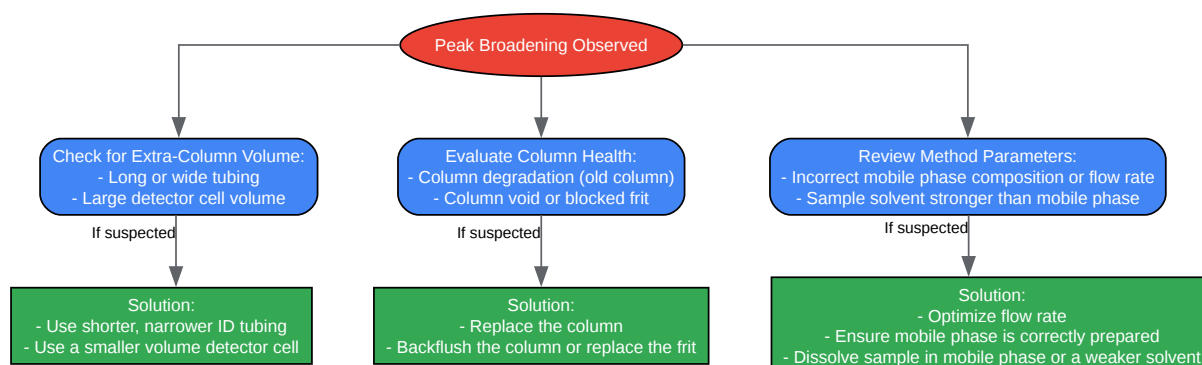 Peak Broadening Observed
Check for Extra-Column Volume:
- Long or wide tubing
- Large detector cell volume
Evaluate Column Health:
- Column degradation (old column)
- Column void or blocked frit
Review Method Parameters:
- Incorrect mobile phase composition or flow rate
- Sample solvent stronger than mobile phase
If suspected
If suspected
If suspected
Solution:
- Use shorter, narrower ID tubing
- Use a smaller volume detector cell
Solution:
- Replace the column
- Backflush the column or replace the frit
Solution:
- Optimize flow rate
- Ensure mobile phase is correctly prepared
- Dissolve sample in mobile phase or a weaker solvent